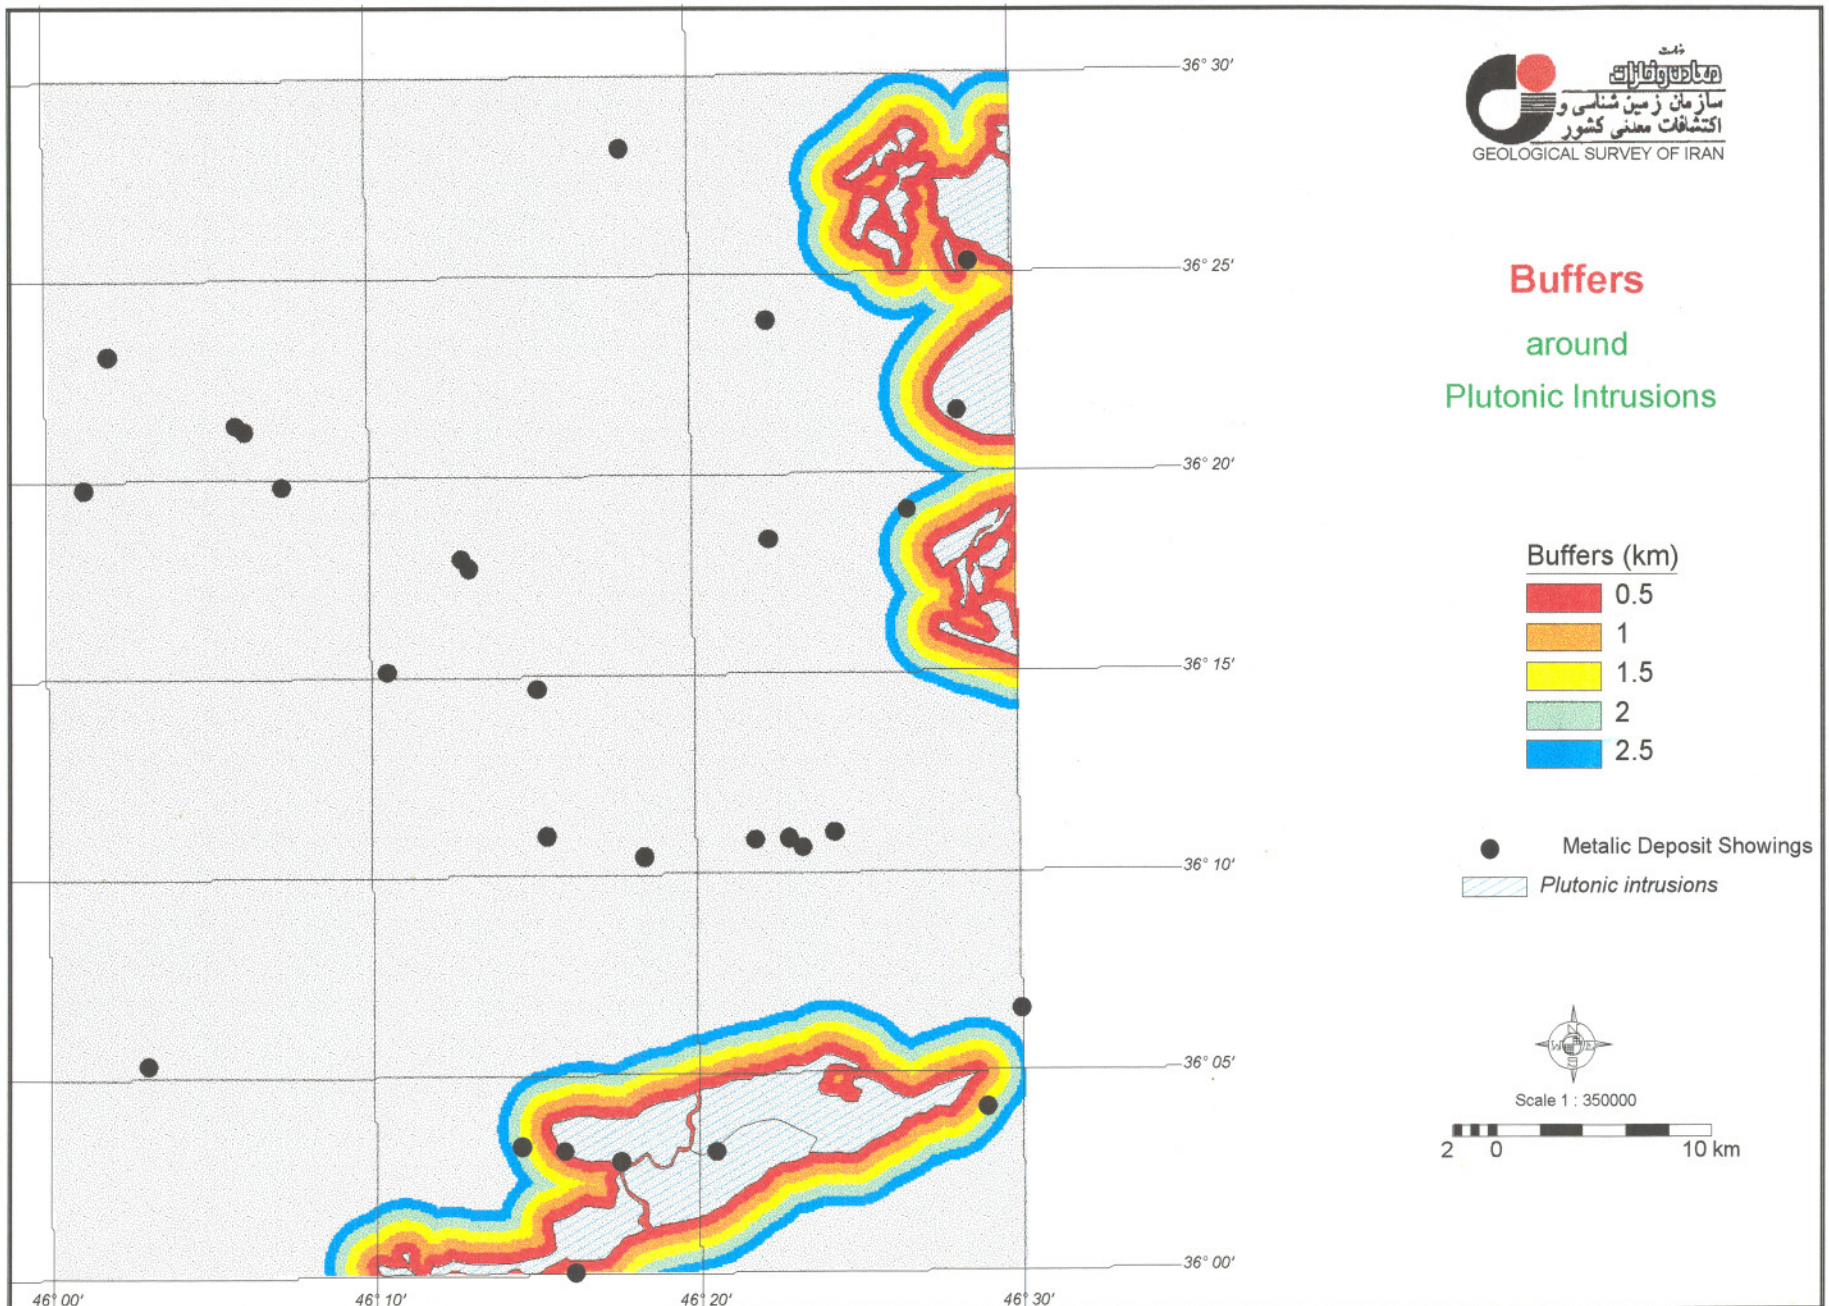 وزارت
معادن و فلزات
سازمان زمین شناسی و
اکتشافات معدنی کشور
GEOLOGICAL SURVEY OF IRAN
Buffers
around
Plutonic Intrusions
Buffers (km)
0.5
1
1.5
2
2.5
Metalic Deposit Showings
Plutonic intrusions
Scale 1 : 350000
2 0 10 km
36° 30'
36° 25'
36° 20'
36° 15'
36° 10'
36° 05'
36° 00'
46° 00' 46° 10' 46° 20' 46° 30'